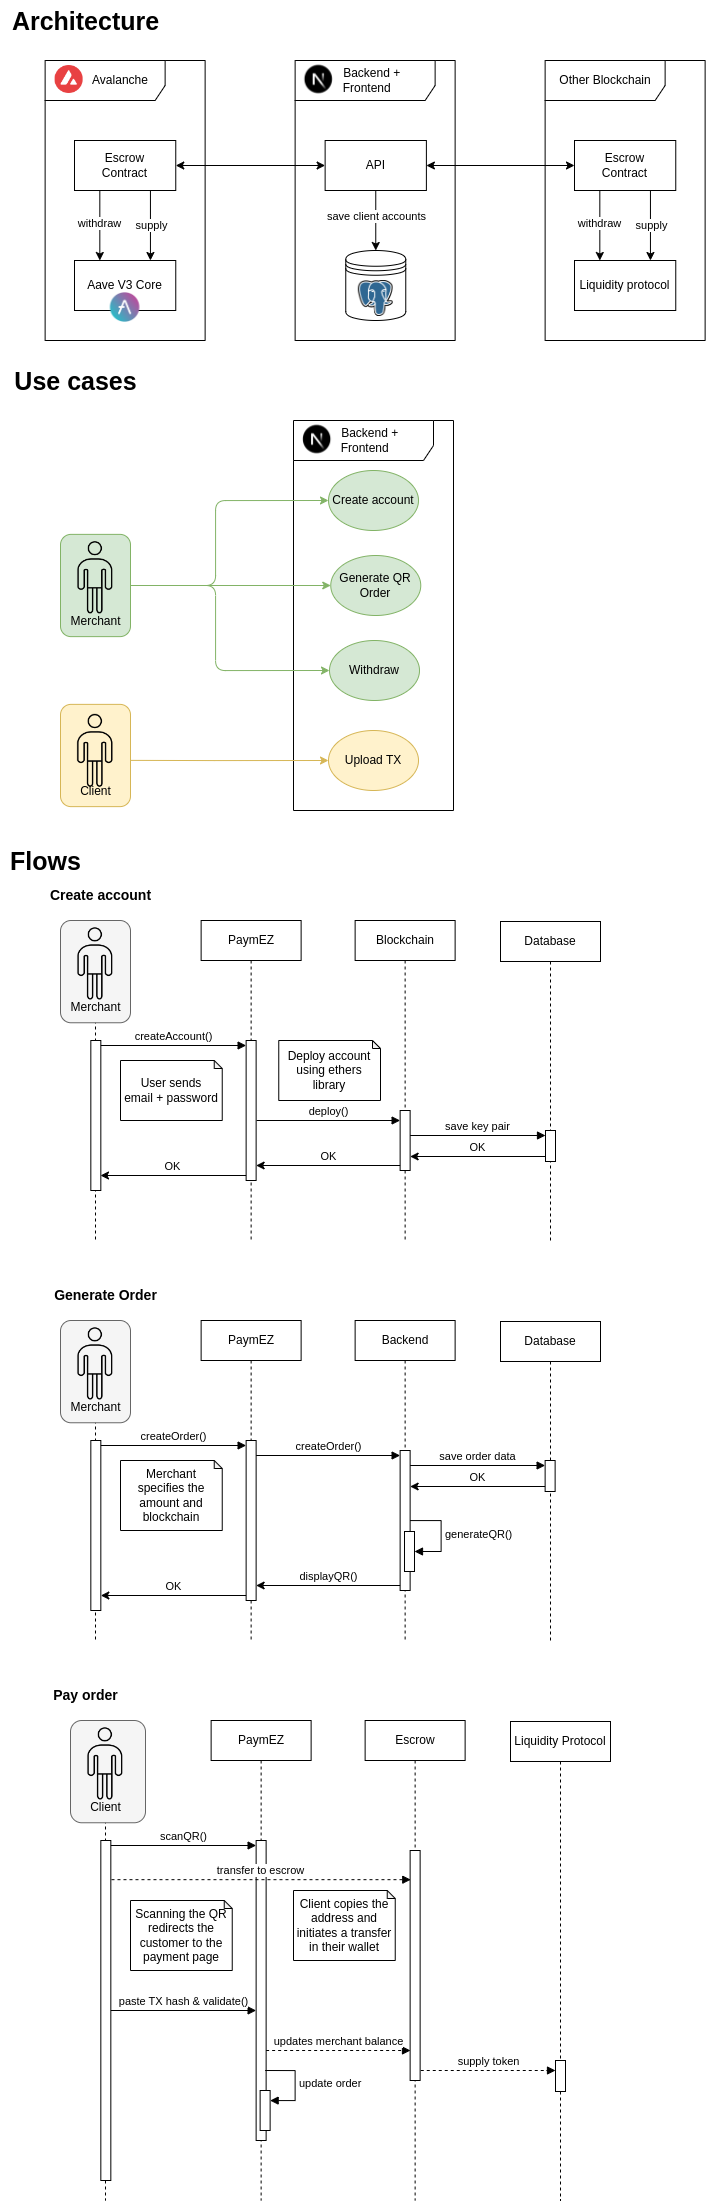 Architecture
Avalanche
Backend +
Frontend
Other Blockchain
Escrow
Contract
API
Escrow
Contract
withdraw
supply
save client accounts
withdraw
supply
Aave V3 Core
Liquidity protocol
Use cases
Backend +
Frontend
Create account
Generate QR
Order
Merchant
Withdraw
Upload TX
Client
Flows
Create account
Merchant
PaymEZ
Blockchain
Database
createAccount()
User sends
email + password
Deploy account
using ethers
library
deploy()
save key pair
OK
OK
OK
Generate Order
Merchant
PaymEZ
Backend
Database
createOrder()
createOrder()
save order data
OK
Merchant
specifies the
amount and
blockchain
generateQR()
displayQR()
OK
Pay order
Client
PaymEZ
Escrow
Liquidity Protocol
scanQR()
transfer to escrow
Scanning the QR
redirects the
customer to the
payment page
Client copies the
address and
initiates a transfer
in their wallet
paste TX hash & validate()
updates merchant balance
supply token
update order